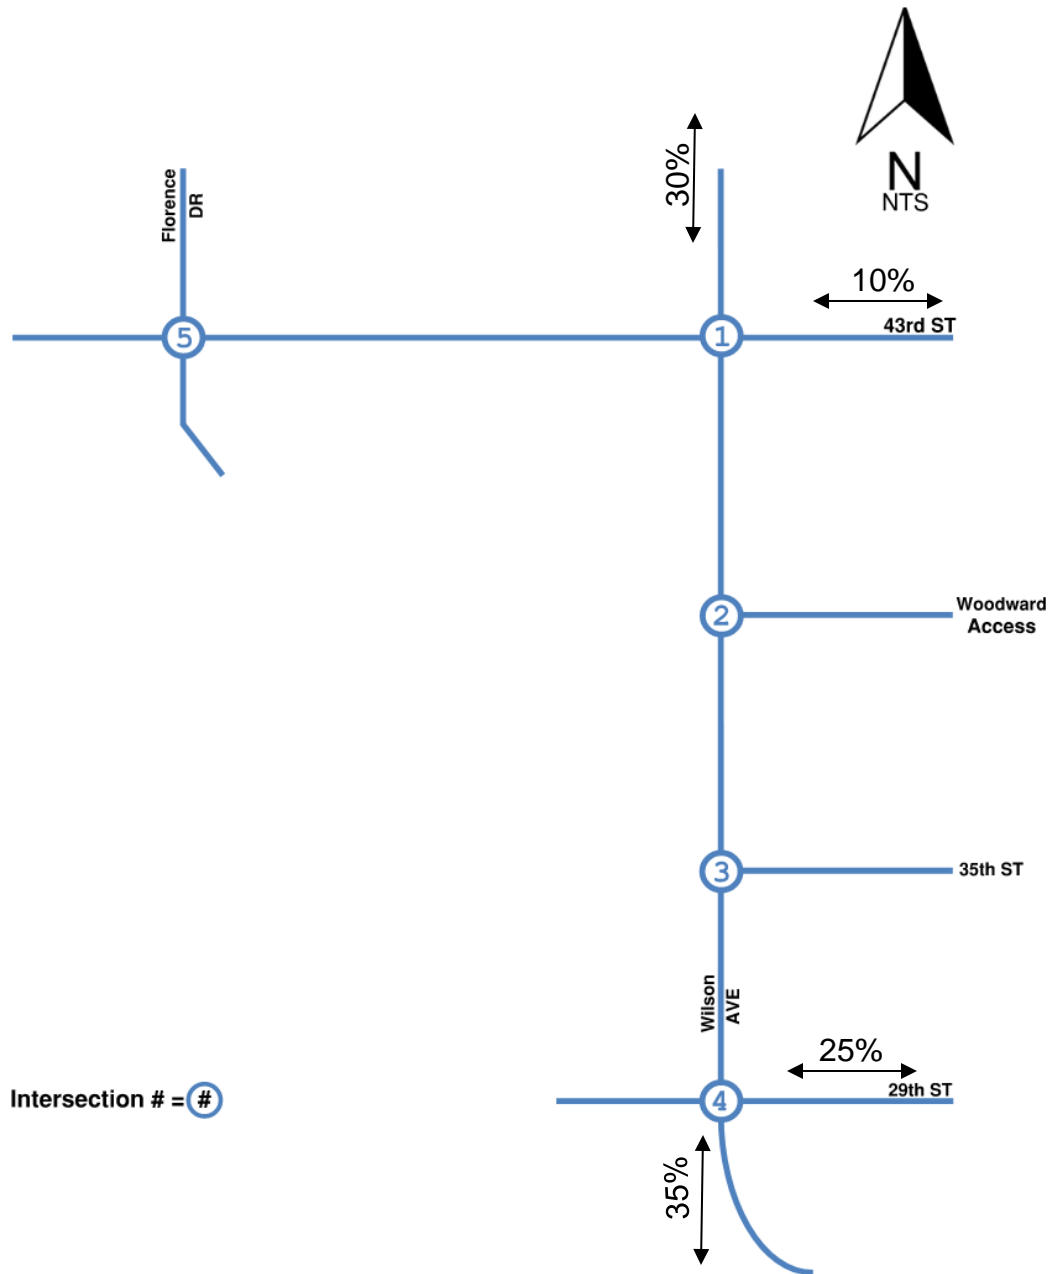 N
NTS
30%
Florence
DR
10%
43rd ST
5
1
2
Woodward
Access
3
35th ST
Wilson
AVE
25%
29th ST
4
Intersection # = #
35%